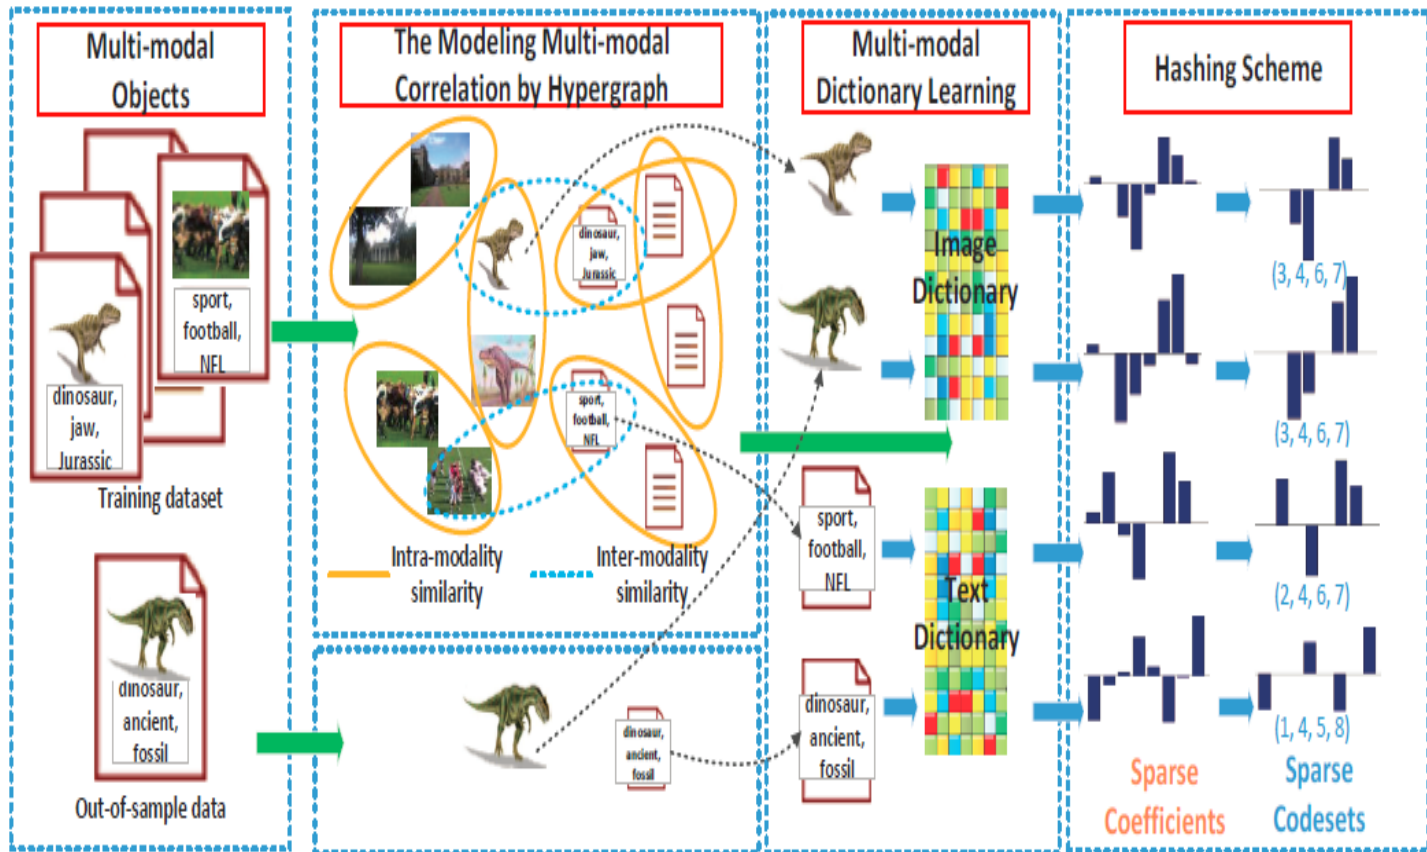 Multi-modal
Objects
sport,
football,
NFL
dinosaur,
jaw,
Jurassic
Training dataset
dinosaur,
ancient,
fossil
Out-of-sample data
The Modeling Multi-modal
Correlation by Hypergraph
dinosaur,
jaw,
Jurassic
sport,
football,
NFL
Intra-modality
similarity
Inter-modality
similarity
dinosaur,
ancient,
fossil
Multi-modal
Dictionary Learning
Image
Dictionary
sport,
football,
NFL
Text
Dictionary
dinosaur,
ancient,
fossil
Hashing Scheme
(3, 4, 6, 7)
(3, 4, 6, 7)
(2, 4, 6, 7)
(1, 4, 5, 8)
Sparse
Coefficients
Sparse
Codesets